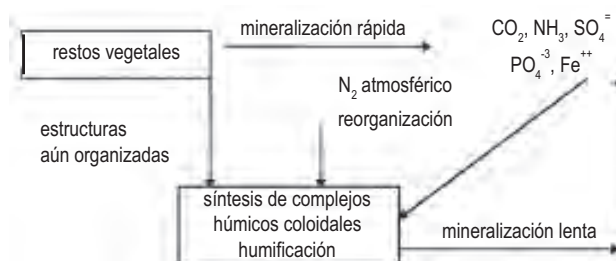 restos vegetales
mineralización rápida
CO₂, NH₃, SO₄⁼
PO₄⁻³, Fe⁺⁺
N₂ atmosférico
reorganización
estructuras
aún organizadas
síntesis de complejos
húmicos coloidales
humificación
mineralización lenta